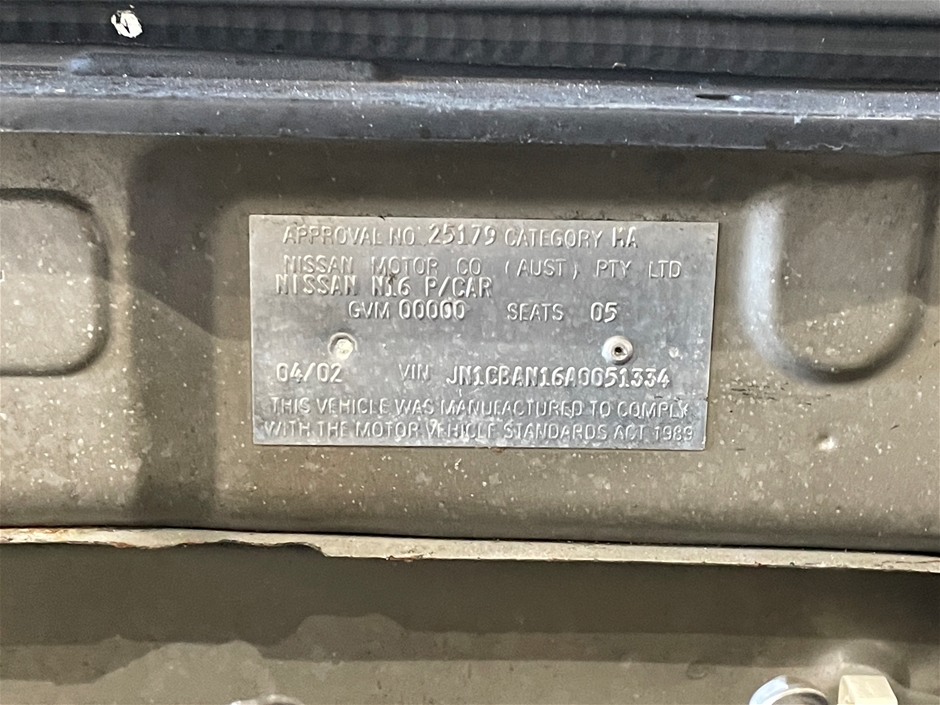 APPROVAL NO. 25179 CATEGORY MA
NISSAN MOTOR CO (AUST) PTY LTD
NISSAN N16 P/CAR
GVM 00000 SEATS 05
04/02 VIN JN1CBAN16A0051334
THIS VEHICLE WAS MANUFACTURED TO COMPLY
WITH THE MOTOR VEHICLE STANDARDS ACT 1989